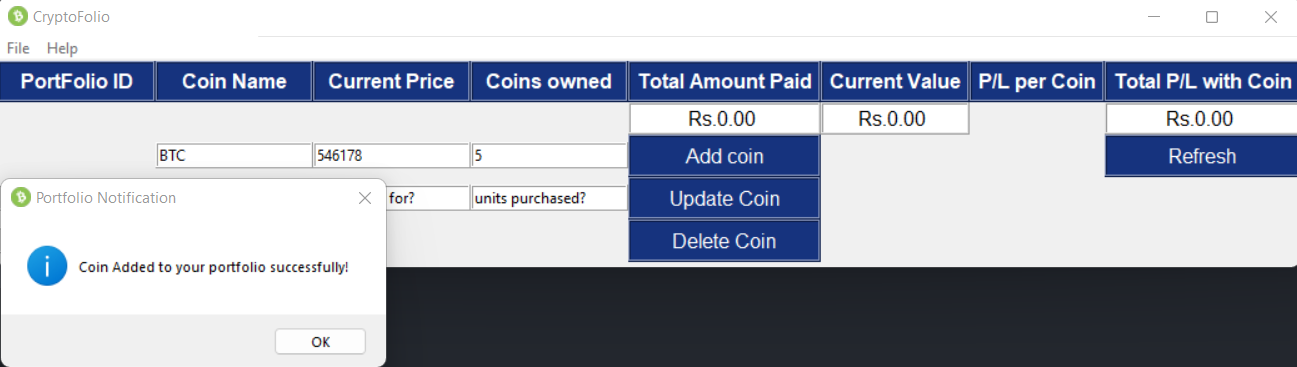 CryptoFolio
File Help
PortFolio ID Coin Name Current Price Coins owned Total Amount Paid Current Value P/L per Coin Total P/L with Coin
Rs.0.00 Rs.0.00 Rs.0.00
BTC 546178 5 Add coin Refresh
for? units purchased? Update Coin
Delete Coin
Portfolio Notification
Coin Added to your portfolio successfully!
OK